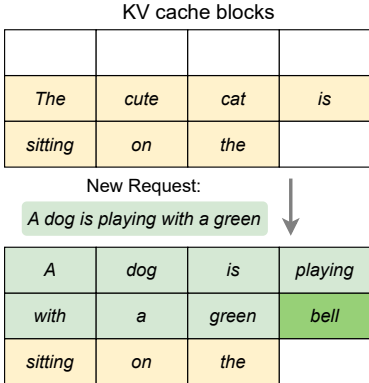 KV cache blocks
The cute cat is
sitting on the
New Request:
A dog is playing with a green
A dog is playing
with a green bell
sitting on the